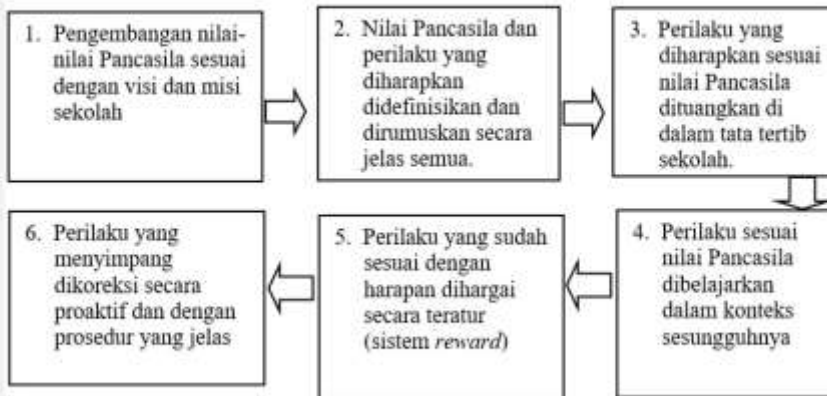 1. Pengembangan nilai-
nilai Pancasila sesuai
dengan visi dan misi
sekolah
2. Nilai Pancasila dan
perilaku yang
diharapkan
didefinisikan dan
dirumuskan secara
jelas semua.
3. Perilaku yang
diharapkan sesuai
nilai Pancasila
dituangkan di
dalam tata tertib
sekolah.
4. Perilaku sesuai
nilai Pancasila
dibelajarkan
dalam konteks
sesungguhnya
5. Perilaku yang sudah
sesuai dengan
harapan dihargai
secara teratur
(sistem reward)
6. Perilaku yang
menyimpang
dikoreksi secara
proaktif dan dengan
prosedur yang jelas